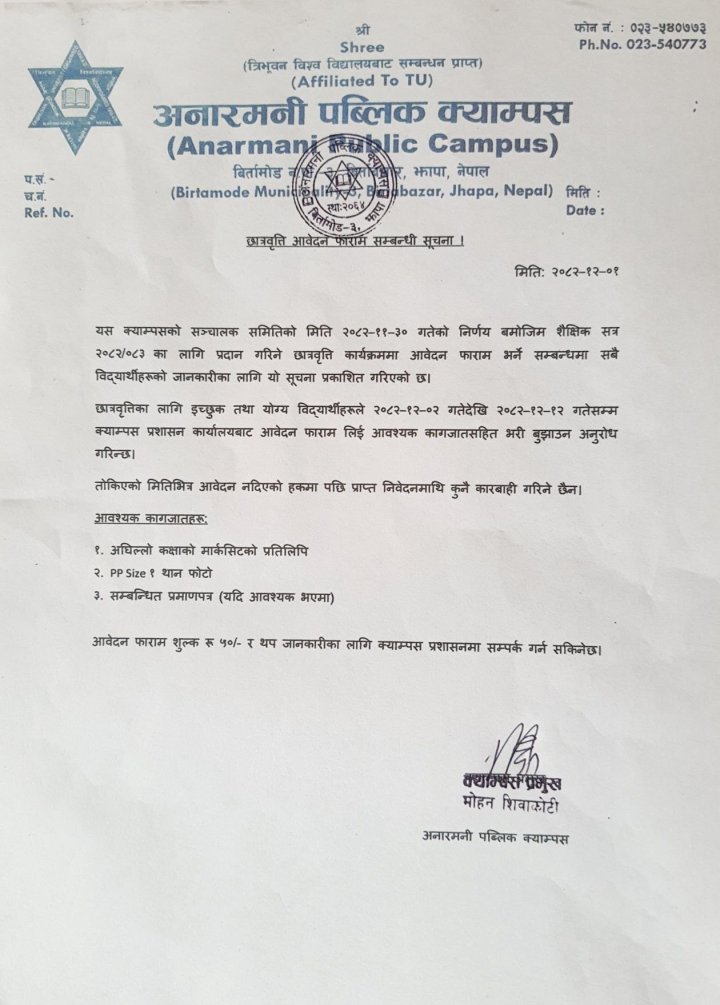 श्री
Shree
(त्रिभूवन विश्व विद्यालयबाट सम्बन्धन प्राप्त)
(Affiliated To TU)
फोन नं. : ०२३-५४०७७३
Ph.No. 023-540773
अनारमनी पब्लिक क्याम्पस
(Anarmani Public Campus)
बिर्तामोड झापा, नेपाल
(Birtamode Jhapa, Nepal)
प.सं. -
च.नं.
Ref. No.
मिति :
Date :
अनारमनी पब्लिक क्याम्पस
स्था:२०६४
बिर्तामोड-३, झापा
छात्रवृत्ति आवेदन फाराम सम्बन्धी सूचना !
मिति: २०८२-१२-०१
यस क्याम्पसको सञ्चालक समितिको मिति २०८२-११-३० गतेको निर्णय बमोजिम शैक्षिक सत्र
२०८२/०८३ का लागि प्रदान गरिने छात्रवृत्ति कार्यक्रममा आवेदन फाराम भर्ने सम्बन्धमा सबै
विद्यार्थीहरूको जानकारीका लागि यो सूचना प्रकाशित गरिएको छ।
छात्रवृत्तिका लागि इच्छुक तथा योग्य विद्यार्थीहरूले २०८२-१२-०२ गतेदेखि २०८२-१२-१२ गतेसम्म
क्याम्पस प्रशासन कार्यालयबाट आवेदन फाराम लिई आवश्यक कागजातसहित भरी बुझाउन अनुरोध
गरिन्छ।
तोकिएको मितिभित्र आवेदन नदिएको हकमा पछि प्राप्त निवेदनमाथि कुनै कारबाही गरिने छैन।
आवश्यक कागजातहरू:
१. अघिल्लो कक्षाको मार्कसिटको प्रतिलिपि
२. PP Size १ थान फोटो
३. सम्बन्धित प्रमाणपत्र (यदि आवश्यक भएमा)
आवेदन फाराम शुल्क रू ५०/- र थप जानकारीका लागि क्याम्पस प्रशासनमा सम्पर्क गर्न सकिनेछ।
क्याम्पस प्रमुख
मोहन शिवाकोटी
अनारमनी पब्लिक क्याम्पस